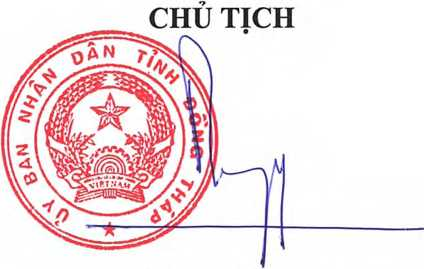 CHỦ TỊCH
ỦY BAN NHÂN DÂN TỈNH ĐỒNG THÁP
VIETNAM